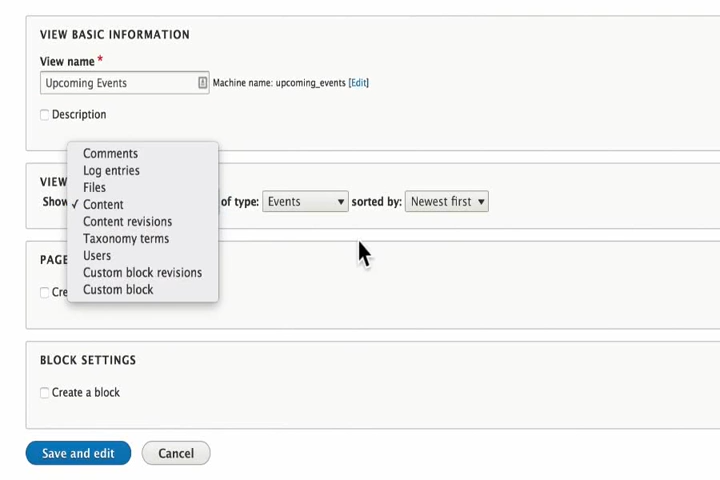 VIEW BASIC INFORMATION
View name *
Upcoming Events Machine name: upcoming_events [Edit]
Description
Comments
Log entries
Files
✓ Content
Content revisions
Taxonomy terms
Users
Custom block revisions
Custom block
VIEW
Show of type: Events ▼ sorted by: Newest first ▼
PAGE
Cre
BLOCK SETTINGS
Create a block
Save and edit Cancel